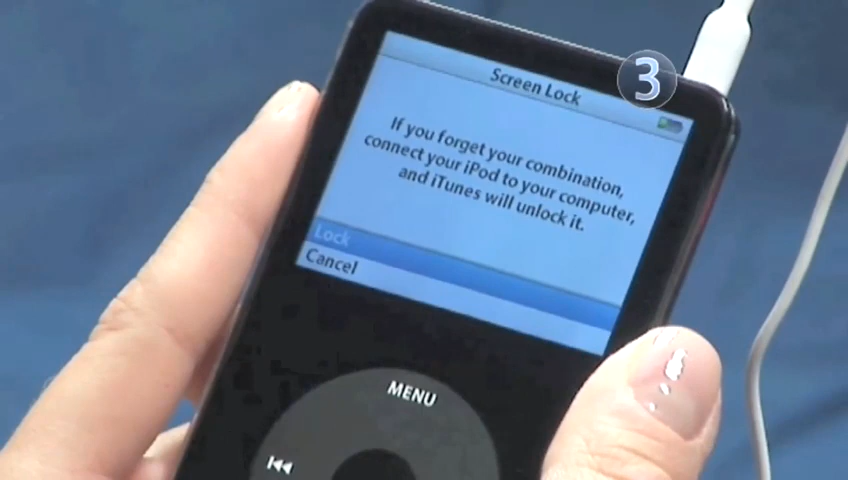 3
Screen Lock
If you forget your combination,
connect your iPod to your computer,
and iTunes will unlock it.
Lock
Cancel
MENU